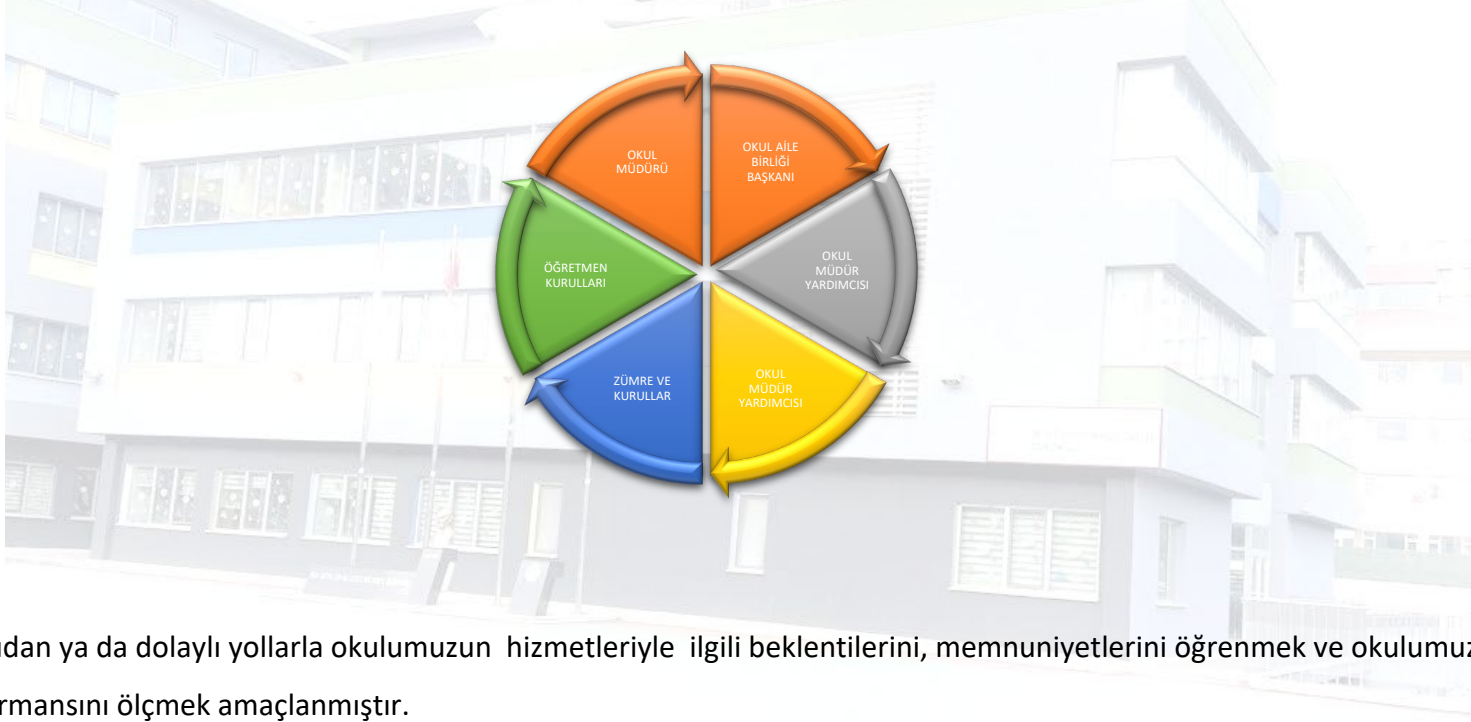 OKUL
MÜDÜRÜ
OKUL AİLE
BİRLİĞİ
BAŞKANI
OKUL
MÜDÜR
YARDIMCISI
OKUL
MÜDÜR
YARDIMCISI
ZÜMRE VE
KURULLAR
ÖĞRETMEN
KURULLARI
udan ya da dolaylı yollarla okulumuzun hizmetleriyle ilgili beklentilerini, memnuniyetlerini öğrenmek ve okulumuz
rmansını ölçmek amaçlanmıştır.